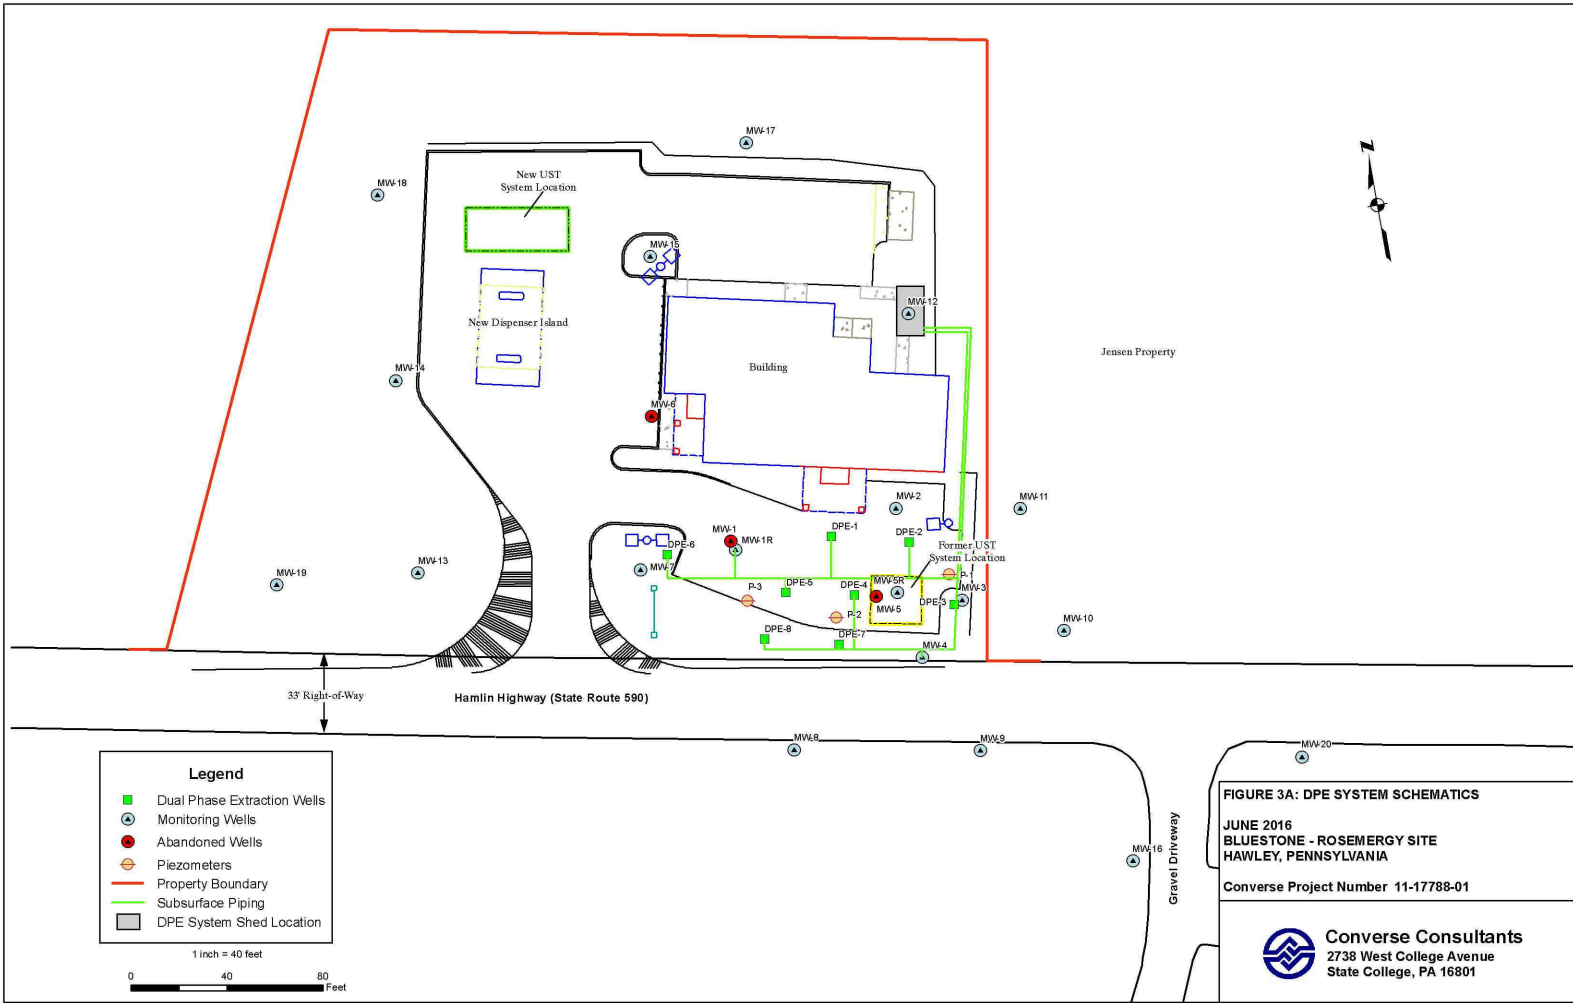 MW-17
MW-18
New UST
System Location
MW-15
MW-12
New Dispenser Island
Jensen Property
Building
MW-14
MW-6
MW-2
MW-11
MW-1
MW-1R
DPE-1
DPE-2
DPE-6
Former UST
System Location
MW-7
MW-13
MW-19
P-1
P-3
DPE-5
DPE-4
MW-5R
MW-5
DPE-3
MW-3
P-2
DPE-8
DPE-7
MW-4
MW-10
Z
33' Right-of-Way
Hamlin Highway (State Route 590)
MW-8
MW-9
MW-20
MW-16
Gravel Driveway
Legend
Dual Phase Extraction Wells
Monitoring Wells
Abandoned Wells
Piezometers
Property Boundary
Subsurface Piping
DPE System Shed Location
1 inch = 40 feet
0 40 80
Feet
FIGURE 3A: DPE SYSTEM SCHEMATICS
JUNE 2016
BLUESTONE - ROSEMERGY SITE
HAWLEY, PENNSYLVANIA
Converse Project Number 11-17788-01
Converse Consultants
2738 West College Avenue
State College, PA 16801